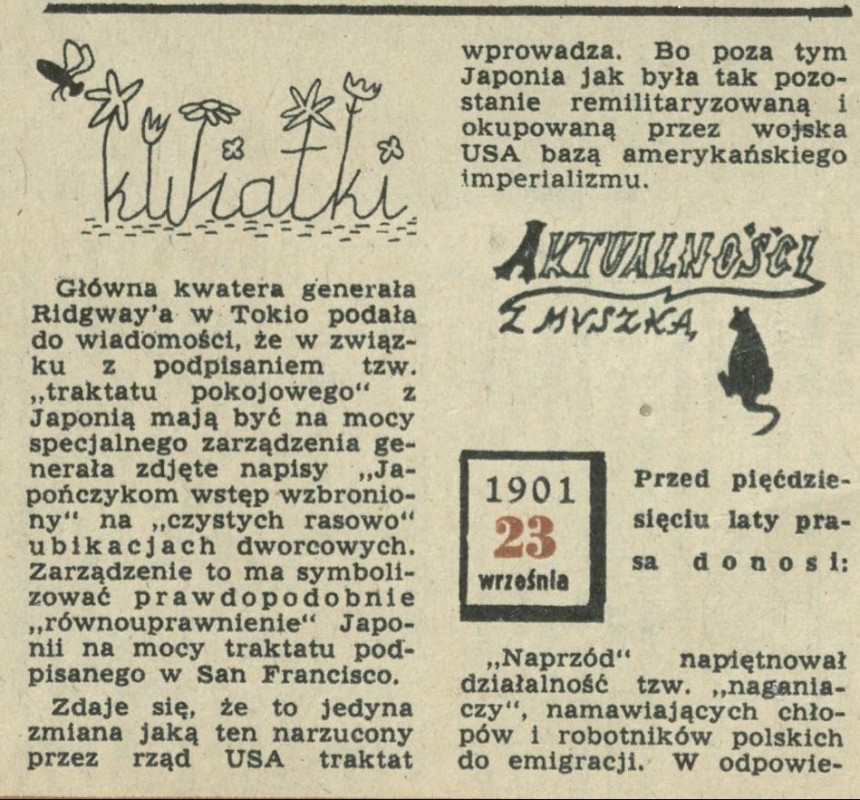 kwiatki
Główna kwatera generała
Ridgway'a w Tokio podała
do wiadomości, że w związ-
ku z podpisaniem tzw.
„traktatu pokojowego“ z
Japonią mają być na mocy
specjalnego zarządzenia ge-
nerała zdjęte napisy „Ja-
pończykom wstęp wzbronio-
ny“ na „czystych rasowo“
ubikacjach dworcowych.
Zarządzenie to ma symboli-
zować prawdopodobnie
„równouprawnienie“ Japo-
nii na mocy traktatu pod-
pisanego w San Francisco.
Zdaje się, że to jedyna
zmiana jaką ten narzucony
przez rząd USA traktat
wprowadza. Bo poza tym
Japonia jak była tak pozo-
stanie remilitaryzowaną i
okupowaną przez wojska
USA bazą amerykańskiego
imperializmu.
AKTUALNOŚCI
Z MYSZKĄ
1901
23
września
Przed pięćdzie-
sięciu laty pra-
sa donosi:
„Naprzód“ napiętnował
działalność tzw. „nagania-
czy“, namawiających chło-
pów i robotników polskich
do emigracji. W odpowie-